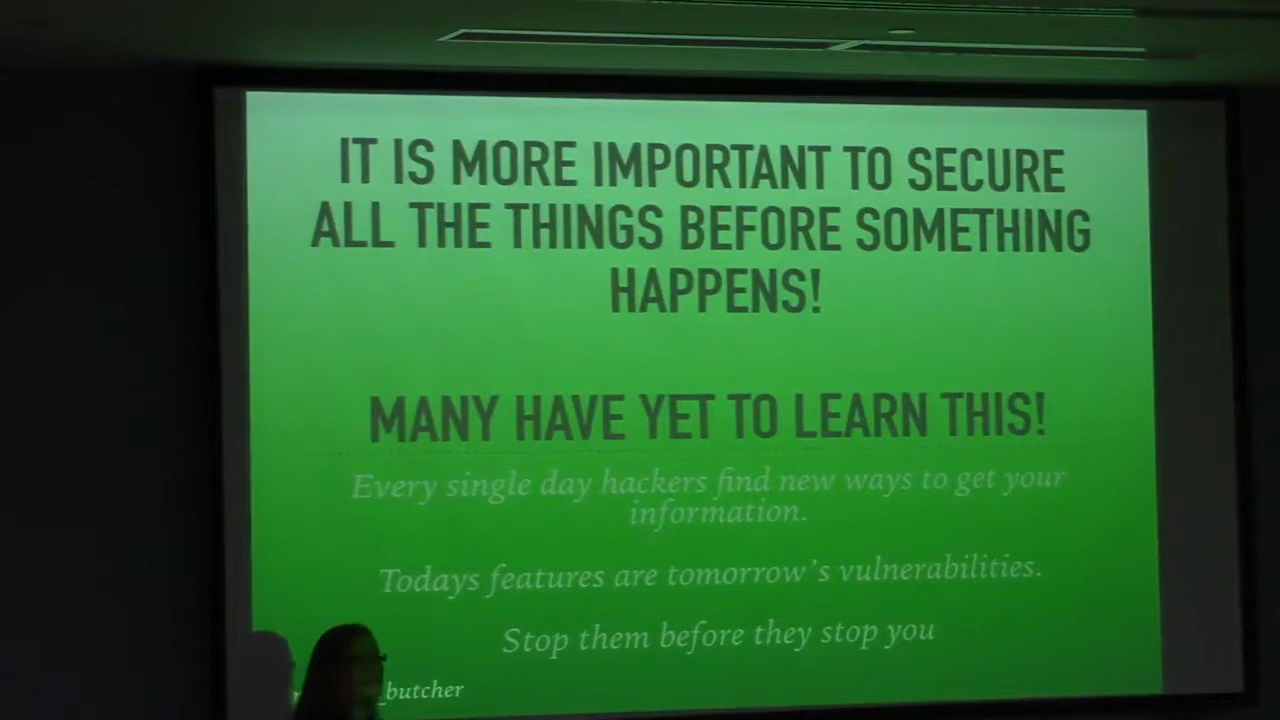 IT IS MORE IMPORTANT TO SECURE
ALL THE THINGS BEFORE SOMETHING
HAPPENS!
MANY HAVE YET TO LEARN THIS!
Every single day hackers find new ways to get your
information.
Todays features are tomorrow's vulnerabilities.
Stop them before they stop you
_butcher